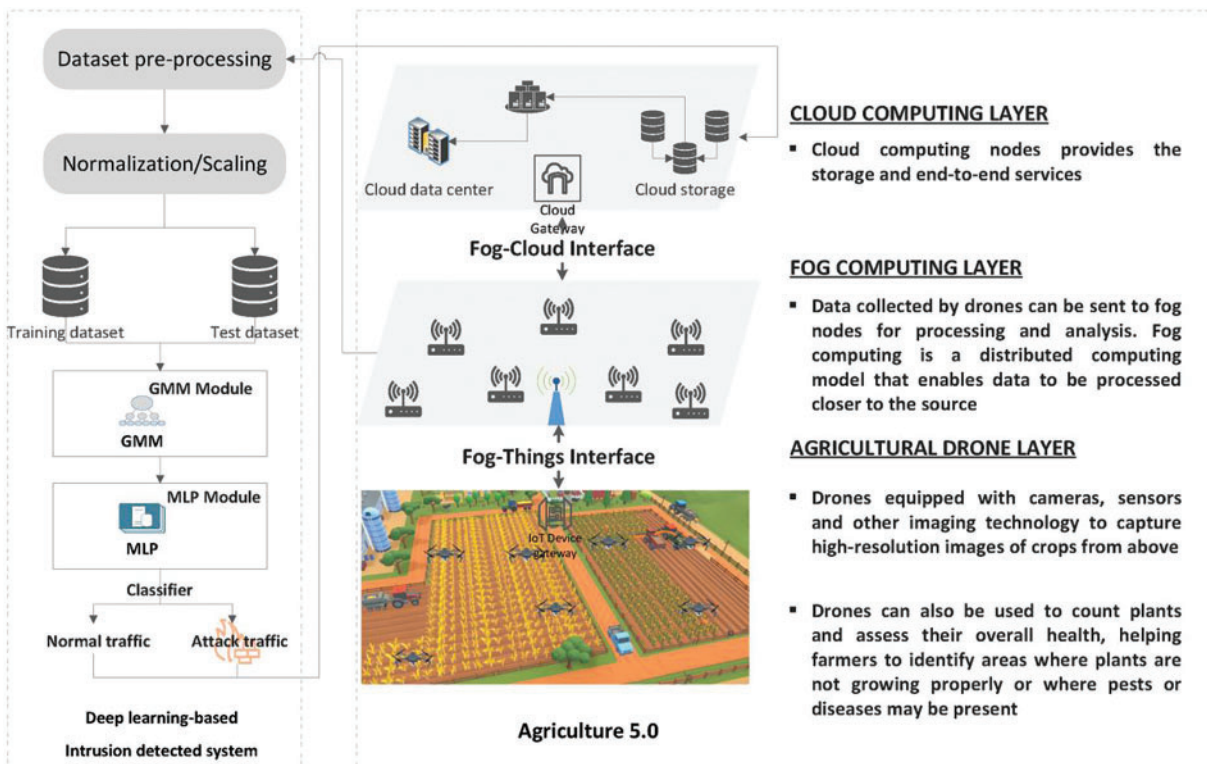 Dataset pre-processing
Normalization/Scaling
Training dataset
Test dataset
GMM Module
GMM
MLP Module
MLP
Classifier
Normal traffic
Attack traffic
Deep learning-based
Intrusion detected system
Cloud data center
Cloud storage
Cloud
Gateway
Fog-Cloud Interface
Fog-Things Interface
IoT Device
gateway
Agriculture 5.0
CLOUD COMPUTING LAYER
▪ Cloud computing nodes provides the
storage and end-to-end services
FOG COMPUTING LAYER
▪ Data collected by drones can be sent to fog
nodes for processing and analysis. Fog
computing is a distributed computing
model that enables data to be processed
closer to the source
AGRICULTURAL DRONE LAYER
▪ Drones equipped with cameras, sensors
and other imaging technology to capture
high-resolution images of crops from above
▪ Drones can also be used to count plants
and assess their overall health, helping
farmers to identify areas where plants are
not growing properly or where pests or
diseases may be present